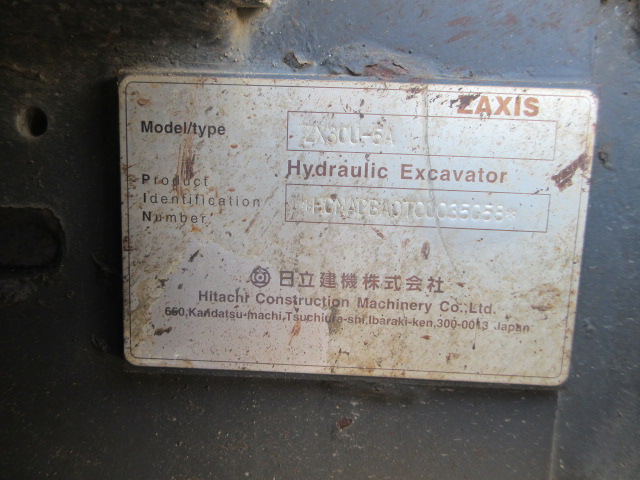 ZAXIS
Model/type
Hydraulic Excavator
Product
Identification
Number
日立建機株式会社
Hitachi Construction Machinery Co.,Ltd.
650,Kandatsu-machi,Tsuchiura-shi,Ibaraki-ken,300-0013 Japan